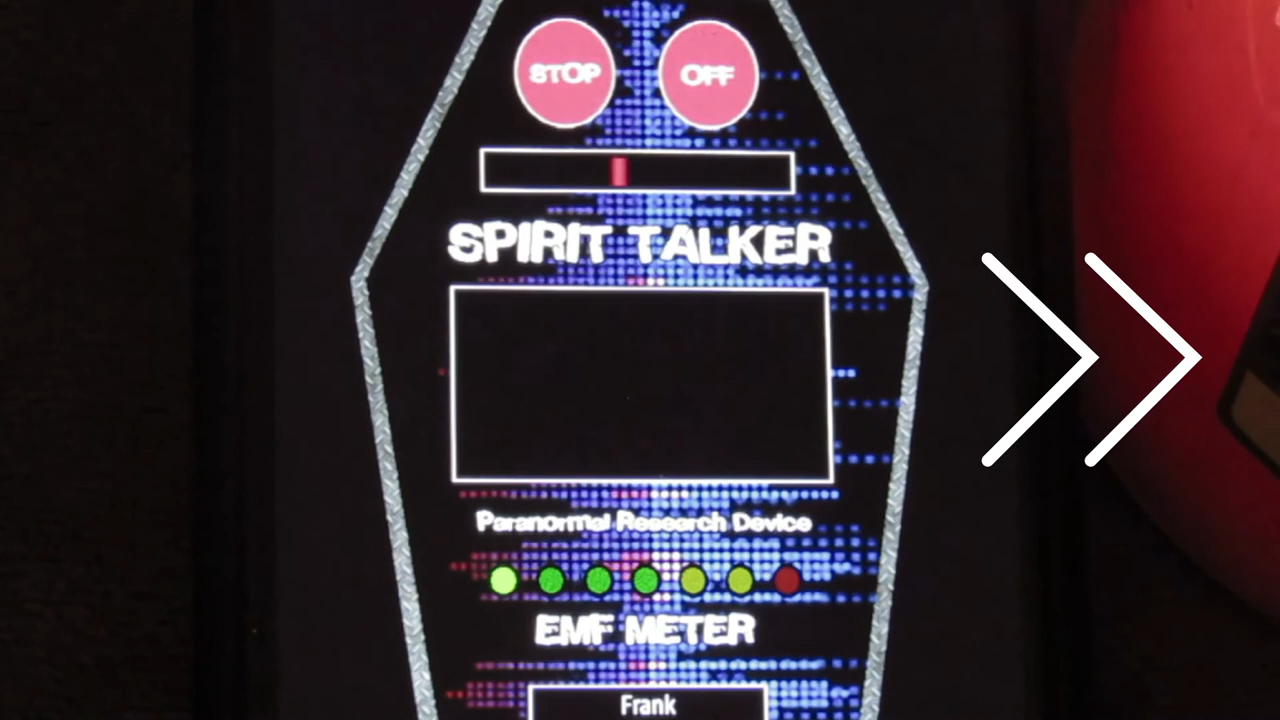 STOP OFF
SPIRIT TALKER
Paranormal Research Device
EMF METER
Frank